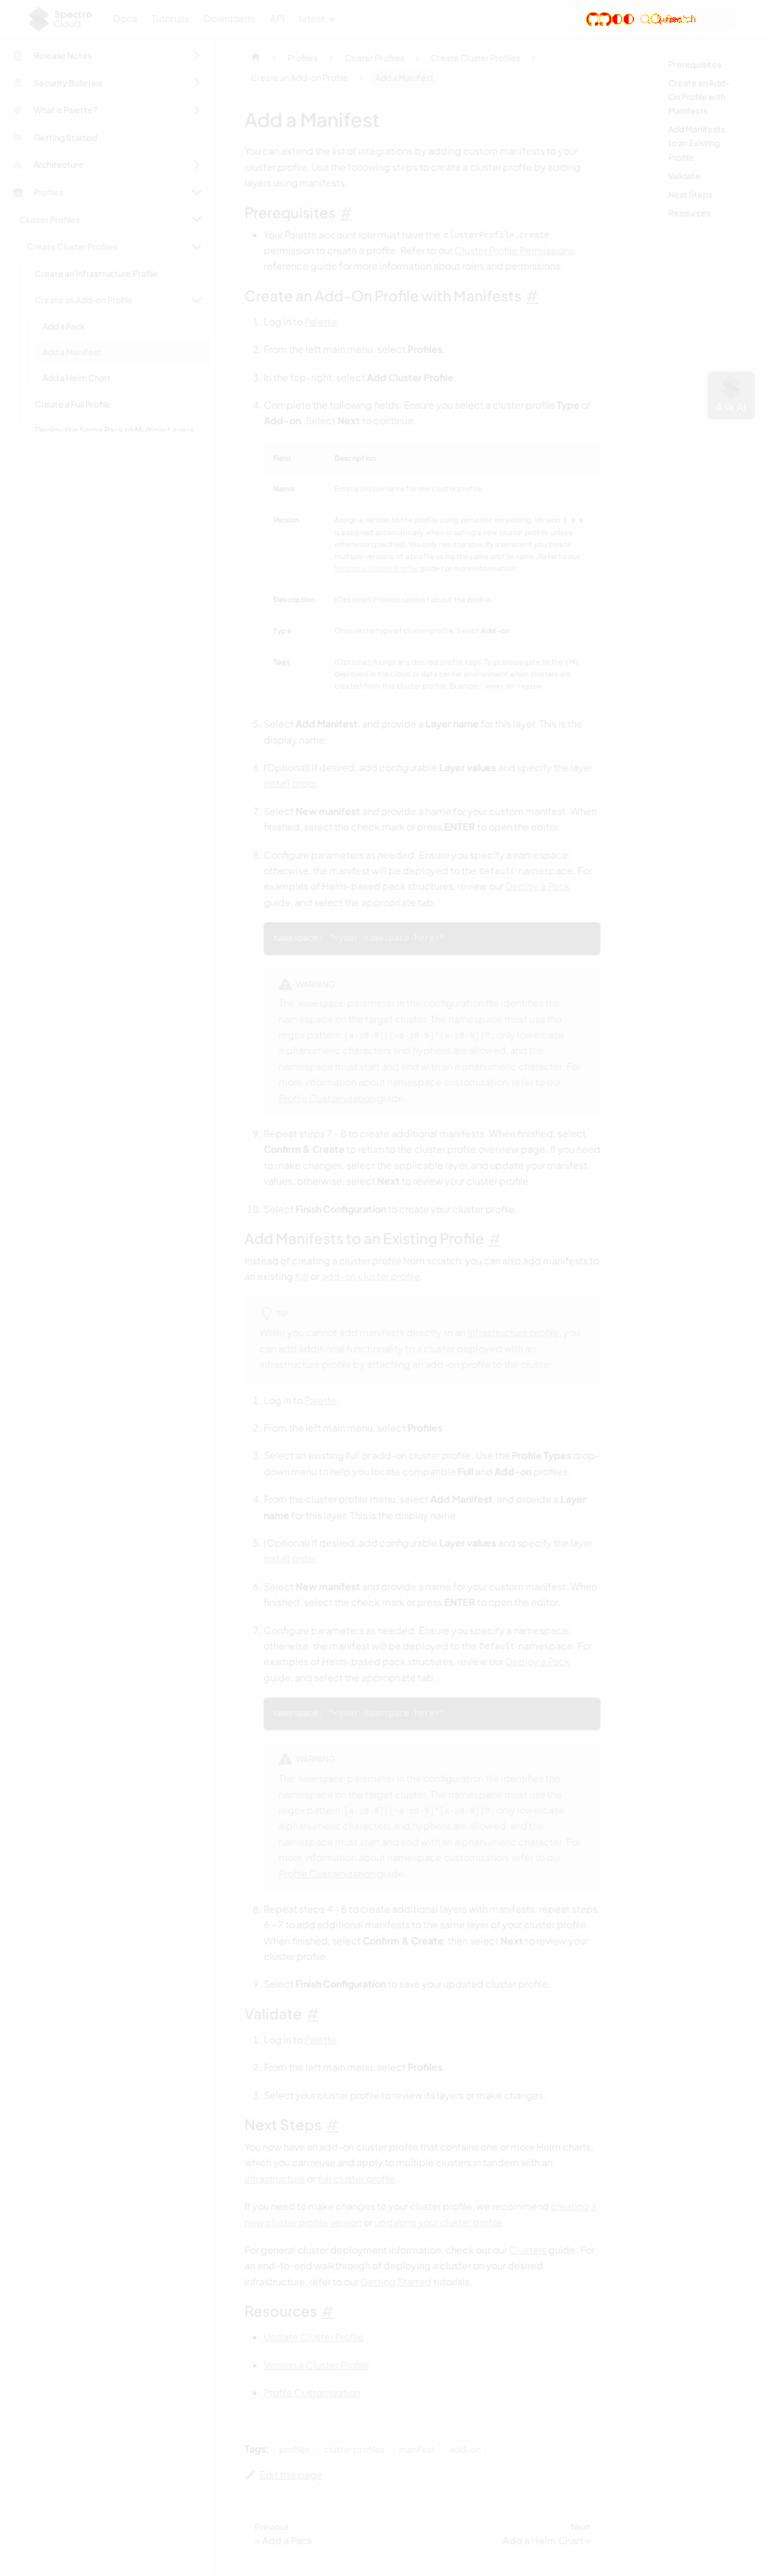 Spectro
Cloud
Docs
Tutorials
Downloads
API
latest
Release Notes
Security Bulletins
What is Palette?
Getting Started
Architecture
Profiles
Cluster Profiles
Create Cluster Profiles
Create an Infrastructure Profile
Create an Add-on Profile
Add a Pack
Add a Manifest
Add a Helm Chart
Create a Full Profile
Profiles
Cluster Profiles
Create Cluster Profiles
Create an Add-on Profile
Add a Manifest
Add a Manifest
You can extend the list of integrations by adding custom manifests to your
cluster profile. Use the following steps to create a cluster profile by adding
layers using manifests.
Prerequisites #
Your Palette account role must have the clusterProfile.create
permission to create a profile. Refer to our Cluster Profile Permissions
reference guide for more information about roles and permissions.
Create an Add-On Profile with Manifests #
1. Log in to Palette.
2. From the left main menu, select Profiles.
3. In the top-right, select Add Cluster Profile.
4. Complete the following fields. Ensure you select a cluster profile Type of
Add-on. Select Next to continue.
Field Description
Name Enter a unique name for the cluster profile.
Version Assign a version to the profile using semantic versioning. Version 1.0.0
is assigned automatically when creating a new cluster profile unless
otherwise specified. You only need to specify a version if you create
multiple versions of a profile using the same profile name. Refer to our
Version a Cluster Profile guide for more information.
Description (Optional) Provide context about the profile.
Type Choose the type of cluster profile. Select Add-on.
Tags (Optional) Assign any desired profile tags. Tags propagate to the VMs
deployed in the cloud or data center environment when clusters are
created from this cluster profile. Example:
5. Select Add Manifest, and provide a Layer name for this layer. This is the
display name.
6. (Optional) If desired, add configurable Layer values and specify the layer
install order.
7. Select New manifest and provide a name for your custom manifest. When
finished, select the check mark or press ENTER to open the editor.
8. Configure parameters as needed. Ensure you specify a namespace;
otherwise, the manifest will be deployed to the Default namespace. For
examples of Helm-based pack structures, review our Deploy a Pack
guide, and select the appropriate tab.
namespace: "<your-namespace-here>"
WARNING
The namespace parameter in the configuration file identifies the
namespace on the target cluster. The namespace must use the
regex pattern [a-z0-9]([-a-z0-9]*[a-z0-9])?; only lowercase
alphanumeric characters and hyphens are allowed, and the
namespace must start and end with an alphanumeric character. For
more information about namespace customization, refer to our
Profile Customization guide.
9. Repeat steps 7 - 8 to create additional manifests. When finished, select
Confirm & Create to return to the cluster profile overview page. If you need
to make changes, select the applicable layer, and update your manifest
values; otherwise, select Next to review your cluster profile.
10. Select Finish Configuration to create your cluster profile.
Add Manifests to an Existing Profile #
Instead of creating a cluster profile from scratch, you can also add manifests to
an existing full or add-on cluster profile.
TIP
While you cannot add manifests directly to an infrastructure profile, you
can add additional functionality to a cluster deployed with an
infrastructure profile by attaching an add-on profile to the cluster.
1. Log in to Palette.
2. From the left main menu, select Profiles.
3. Select an existing full or add-on cluster profile. Use the Profile Types drop-
down menu to help you locate compatible Full and Add-on profiles.
4. From the cluster profile menu, select Add Manifest, and provide a Layer
name for this layer. This is the display name.
5. (Optional) If desired, add configurable Layer values and specify the layer
install order.
6. Select New manifest and provide a name for your custom manifest. When
finished, select the check mark or press ENTER to open the editor.
7. Configure parameters as needed. Ensure you specify a namespace;
otherwise, the manifest will be deployed to the Default namespace. For
examples of Helm-based pack structures, review our Deploy a Pack
guide, and select the appropriate tab.
namespace: "<your-namespace-here>"
WARNING
The namespace parameter in the configuration file identifies the
namespace on the target cluster. The namespace must use the
regex pattern [a-z0-9]([-a-z0-9]*[a-z0-9])?; only lowercase
alphanumeric characters and hyphens are allowed, and the
namespace must start and end with an alphanumeric character. For
more information about namespace customization, refer to our
Profile Customization guide.
8. Repeat steps 4 - 8 to create additional layers with manifests; repeat steps
6 - 7 to add additional manifests to the same layer of your cluster profile.
When finished, select Confirm & Create, then select Next to review your
cluster profile.
9. Select Finish Configuration to save your updated cluster profile.
Validate #
1. Log in to Palette.
2. From the left main menu, select Profiles.
3. Select your cluster profile to review its layers or make changes.
Next Steps #
You now have an add-on cluster profile that contains one or more Helm charts,
which you can reuse and apply to multiple clusters in tandem with an
infrastructure or full cluster profile.
If you need to make changes to your cluster profile, we recommend creating a
new cluster profile version or updating your cluster profile.
For general cluster deployment information, check out our Clusters guide. For
an end-to-end walkthrough of deploying a cluster on your desired
infrastructure, refer to our Getting Started tutorials.
Resources #
Update Cluster Profile
Version a Cluster Profile
Profile Customization
Tags: profiles cluster profiles manifest add-on
Edit this page
Previous
« Add a Pack
Next
Add a Helm Chart »
Prerequisites
Create an Add-
On Profile with
Manifests
Add Manifests
to an Existing
Profile
Validate
Next Steps
Resources
Ask AI